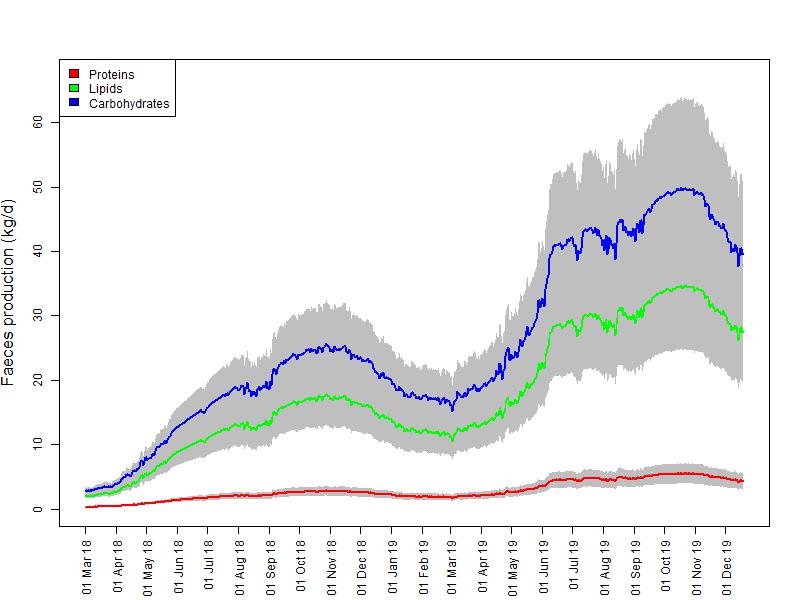 Proteins
Lipids
Carbohydrates
Faeces production (kg/d)
60
50
40
30
20
10
0
01 Mar 18
01 Apr 18
01 May 18
01 Jun 18
01 Jul 18
01 Aug 18
01 Sep 18
01 Oct 18
01 Nov 18
01 Dec 18
01 Jan 19
01 Feb 19
01 Mar 19
01 Apr 19
01 May 19
01 Jun 19
01 Jul 19
01 Aug 19
01 Sep 19
01 Oct 19
01 Nov 19
01 Dec 19